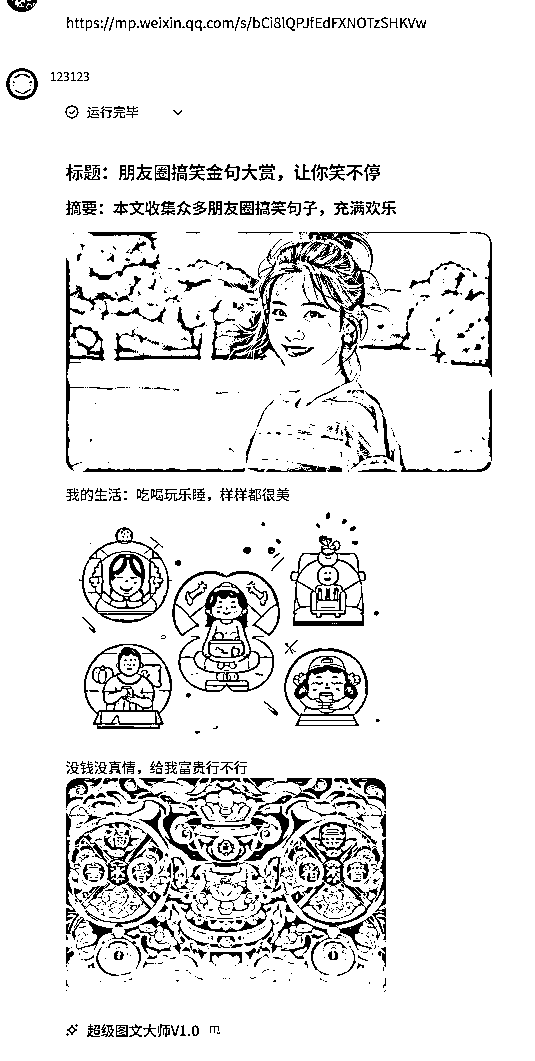 https://mp.weixin.qq.com/s/bCi8lQPJfEdFXNOTzSHKVw
123123
运行完毕
标题：朋友圈搞笑金句大赏，让你笑不停
摘要：本文收集众多朋友圈搞笑句子，充满欢乐
我的生活：吃喝玩乐睡，样样都很美
没钱没真情，给我富贵行不行
超级图文大师V1.0